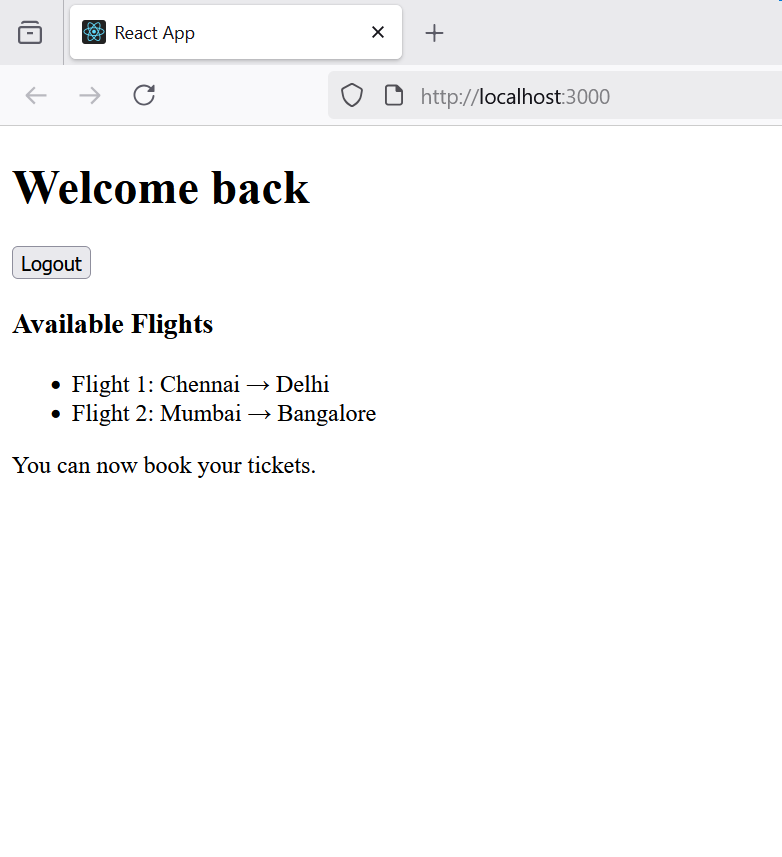 React App
http://localhost:3000
Welcome back
Logout
Available Flights
• Flight 1: Chennai → Delhi
• Flight 2: Mumbai → Bangalore
You can now book your tickets.